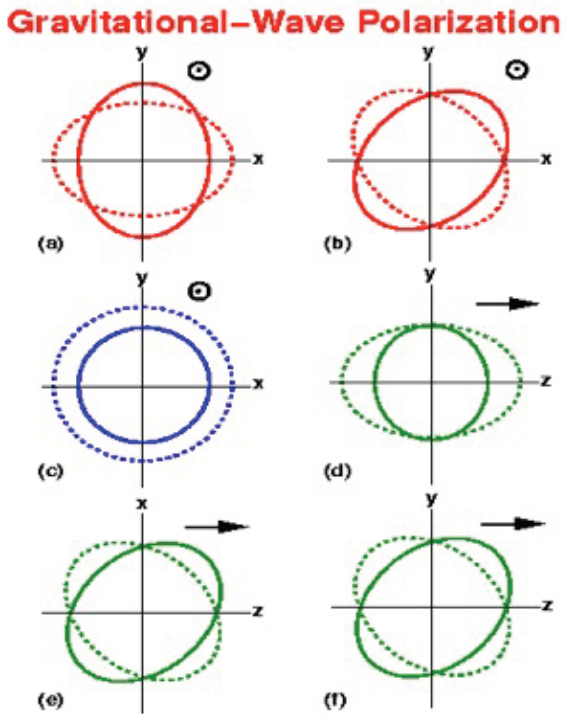 Gravitational–Wave Polarization
y
x
(a)
y
x
(b)
y
x
(c)
y
z
(d)
x
z
(e)
y
z
(f)